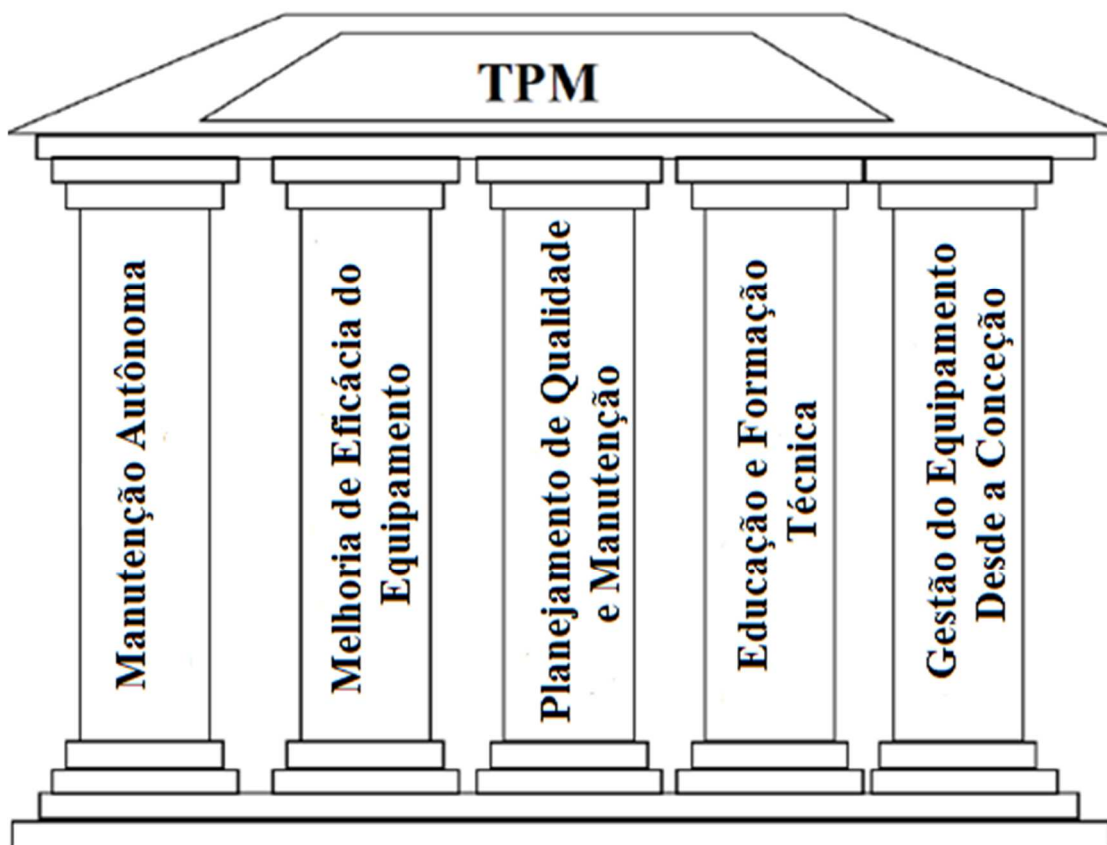 TPM
Manutenção Autônoma
Melhoria de Eficácia do
Equipamento
Planejamento de Qualidade
e Manutenção
Educação e Formação
Técnica
Gestão do Equipamento
Desde a Conceção